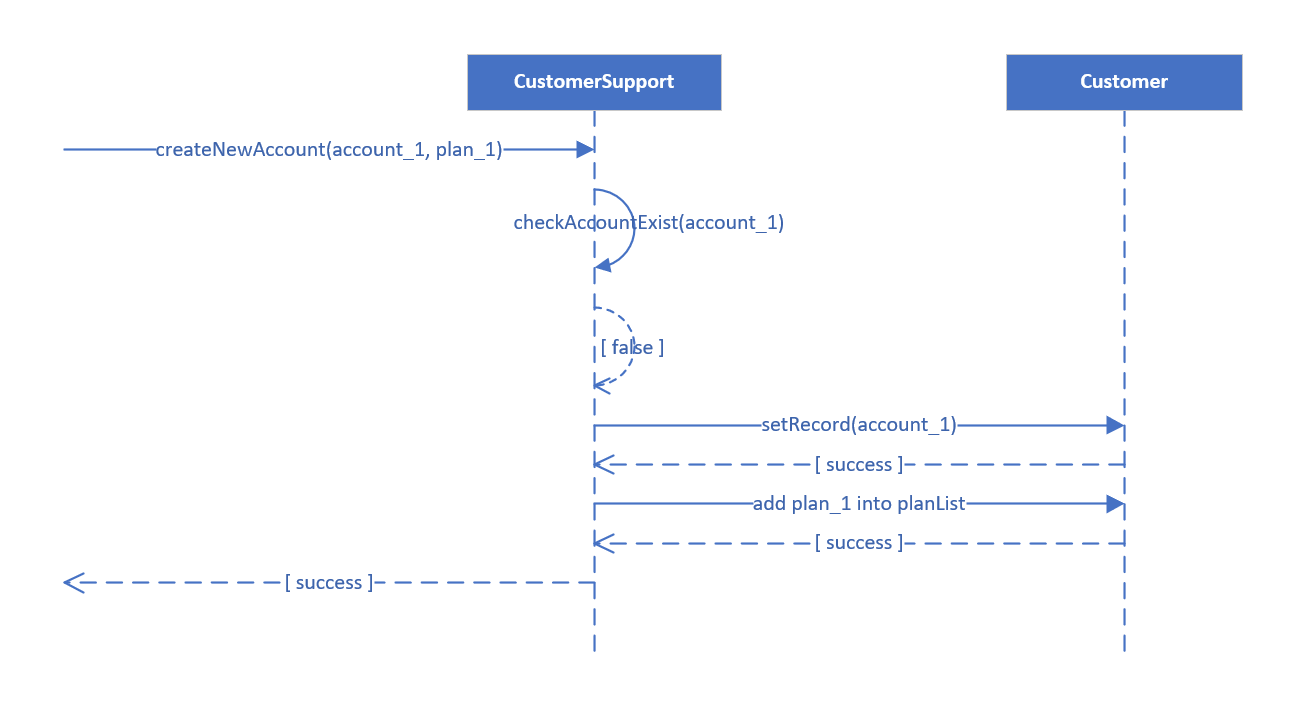 CustomerSupport
Customer
createNewAccount(account_1, plan_1)
checkAccountExist(account_1)
[ false ]
setRecord(account_1)
[ success ]
add plan_1 into planList
[ success ]
[ success ]